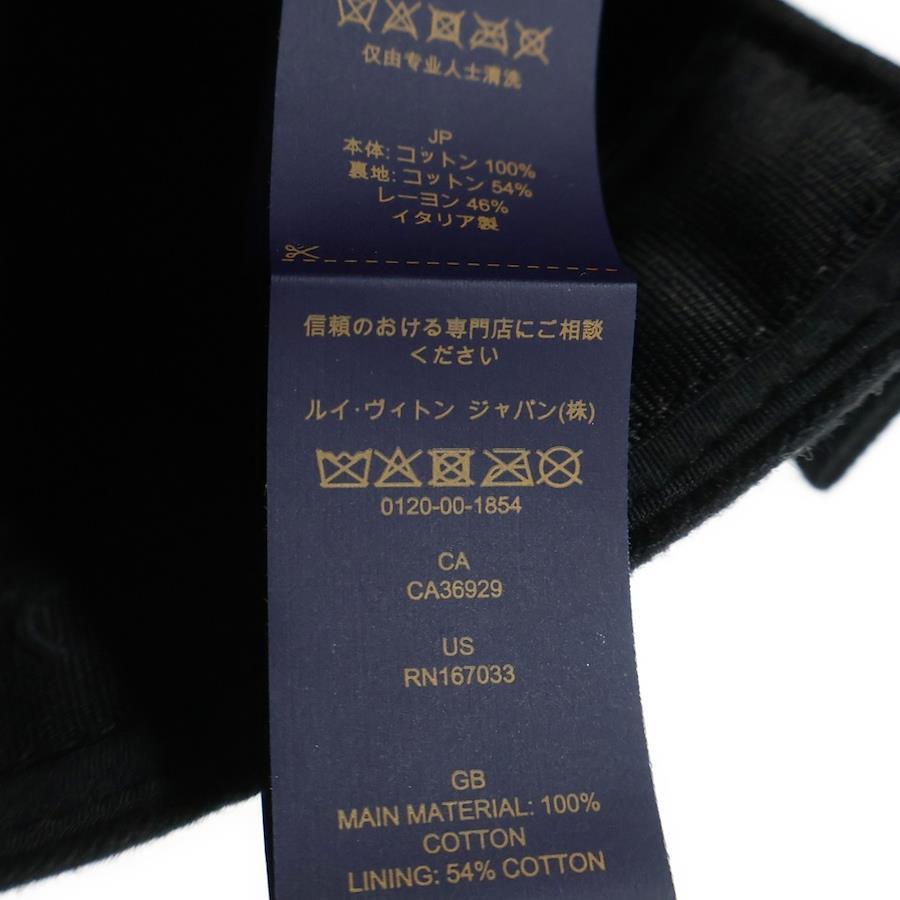 仅由专业人士清洗
JP
本体: コットン 100%
裏地: コットン 54%
レーヨン 46%
イタリア製
信頼のおける専門店にご相談
ください
ルイ･ヴィトン ジャパン(株)
0120-00-1854
CA
CA36929
US
RN167033
GB
MAIN MATERIAL: 100%
COTTON
LINING: 54% COTTON